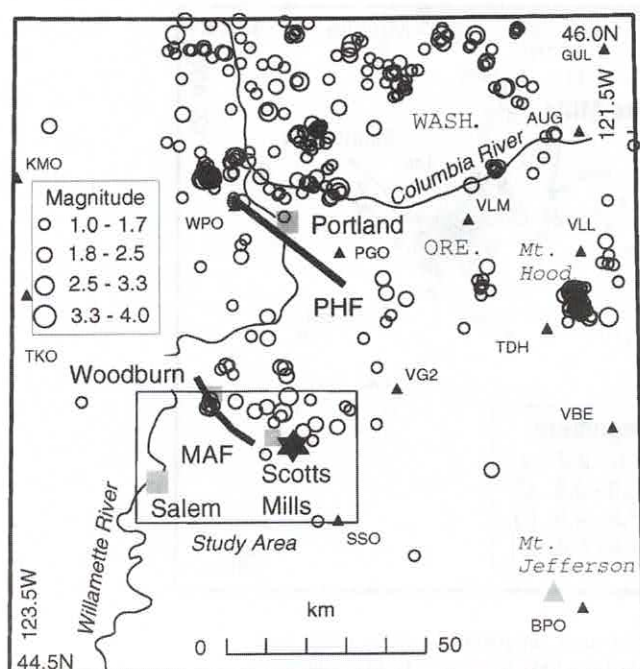 46.0N
GUL
121.5W
WASH.
AUG
KMO
Columbia River
Magnitude
1.0 - 1.7
1.8 - 2.5
2.5 - 3.3
3.3 - 4.0
WPO
Portland
VLM
PGO
ORE.
VLL
Mt.
Hood
PHF
TKO
TDH
Woodburn
VG2
VBE
MAF
Scotts
Mills
Salem
Study Area
SSO
Willamette River
Mt.
Jefferson
BPO
123.5W
km
0
50
44.5N